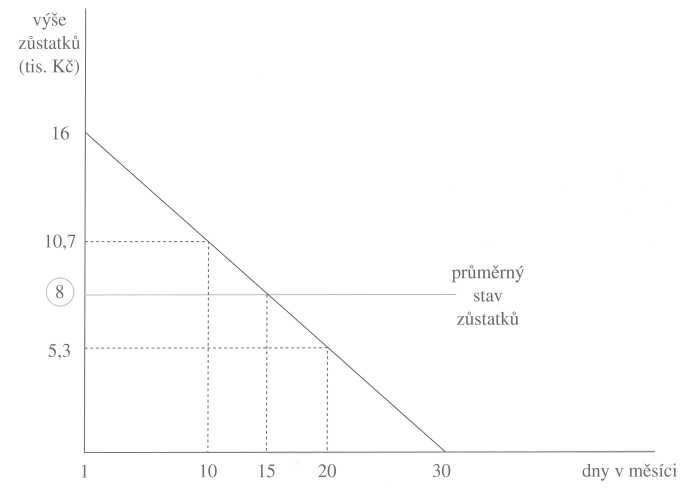 výše
zůstatků
(tis. Kč)
16
10,7
8
5,3
průměrný
stav
zůstatků
1 10 15 20 30 dny v měsíci